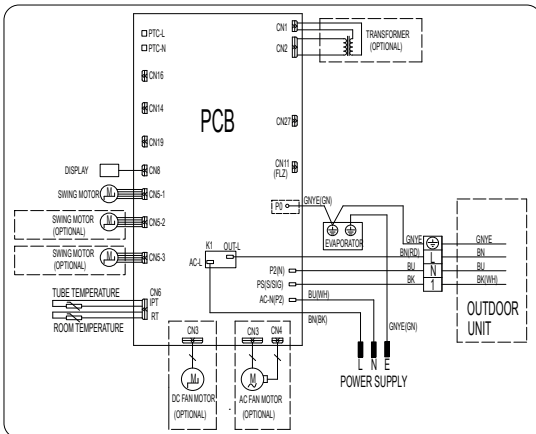 PTC-L
PTC-N
CN1
CN2
TRANSFORMER
(OPTIONAL)
CN16
CN14
CN19
PCB
CN27
CN11
(FLZ)
DISPLAY
CN8
SWING MOTOR
M
CN5-1
SWING MOTOR
(OPTIONAL)
M
CN5-2
SWING MOTOR
(OPTIONAL)
M
CN5-3
P0
GNYE(GN)
EVAPORATOR
K1
OUT-L
AC-L
GNYE
GNYE
BN(RD)
L
BN
P2(N)
BU
N
BU
PS(S/SIG)
BK
1
BK(WH)
AC-N(P2)
BU(WH)
BN(BK)
GNYE(GN)
OUTDOOR
UNIT
TUBE TEMPERATURE
CN6
IPT
RT
ROOM TEMPERATURE
CN3
M
DC FAN MOTOR
(OPTIONAL)
CN3
CN4
M
AC FAN MOTOR
(OPTIONAL)
L
N
E
POWER SUPPLY